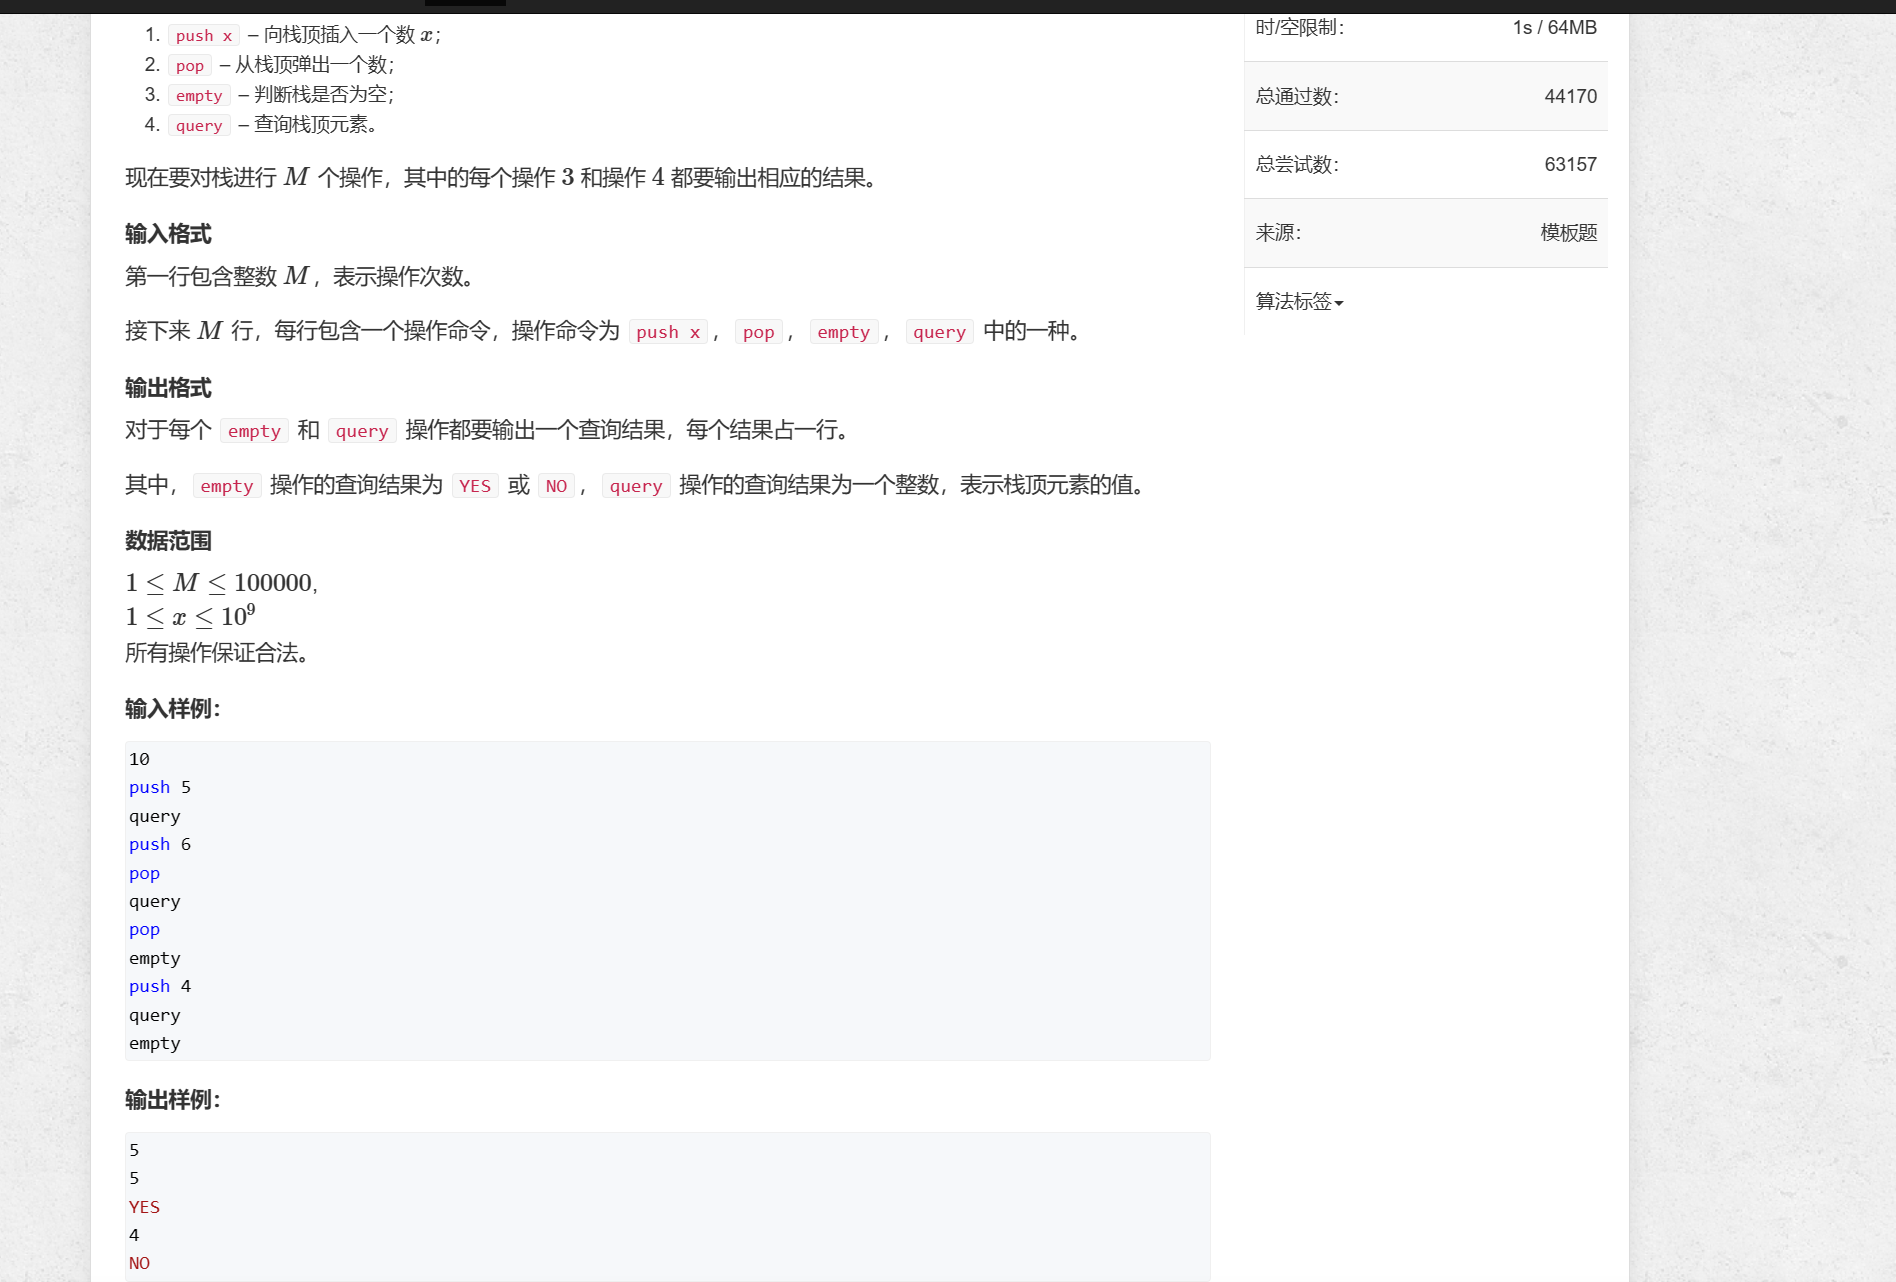 1. push x – 向栈顶插入一个数 x；
2. pop – 从栈顶弹出一个数；
3. empty – 判断栈是否为空；
4. query – 查询栈顶元素。
现在要对栈进行 M 个操作，其中的每个操作 3 和操作 4 都要输出相应的结果。
输入格式
第一行包含整数 M，表示操作次数。
接下来 M 行，每行包含一个操作命令，操作命令为 push x，pop，empty，query 中的一种。
输出格式
对于每个 empty 和 query 操作都要输出一个查询结果，每个结果占一行。
其中，empty 操作的查询结果为 YES 或 NO，query 操作的查询结果为一个整数，表示栈顶元素的值。
数据范围
1 ≤ M ≤ 100000,
1 ≤ x ≤ 10⁹
所有操作保证合法。
输入样例：
10
push 5
query
push 6
pop
query
pop
empty
push 4
query
empty
输出样例：
5
5
YES
4
NO
时/空限制： 1s / 64MB
总通过数： 44170
总尝试数： 63157
来源： 模板题
算法标签